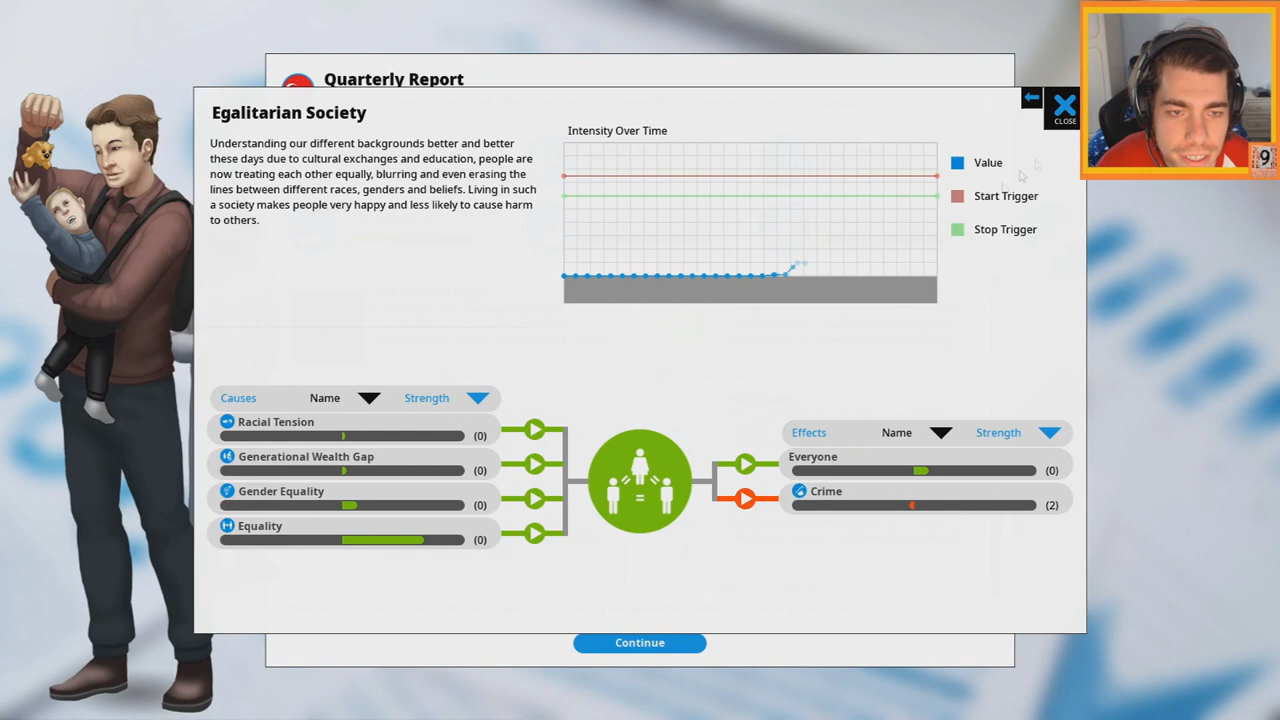 Quarterly Report
Egalitarian Society
Understanding our different backgrounds better and better
these days due to cultural exchanges and education, people are
now treating each other equally, blurring and even erasing the
lines between different races, genders and beliefs. Living in such
a society makes people very happy and less likely to cause harm
to others.
Intensity Over Time
Value
Start Trigger
Stop Trigger
CLOSE
9
Causes Name Strength
Racial Tension
(0)
Generational Wealth Gap
(0)
Gender Equality
(0)
Equality
(0)
=
Effects Name Strength
Everyone
(0)
Crime
(2)
Continue